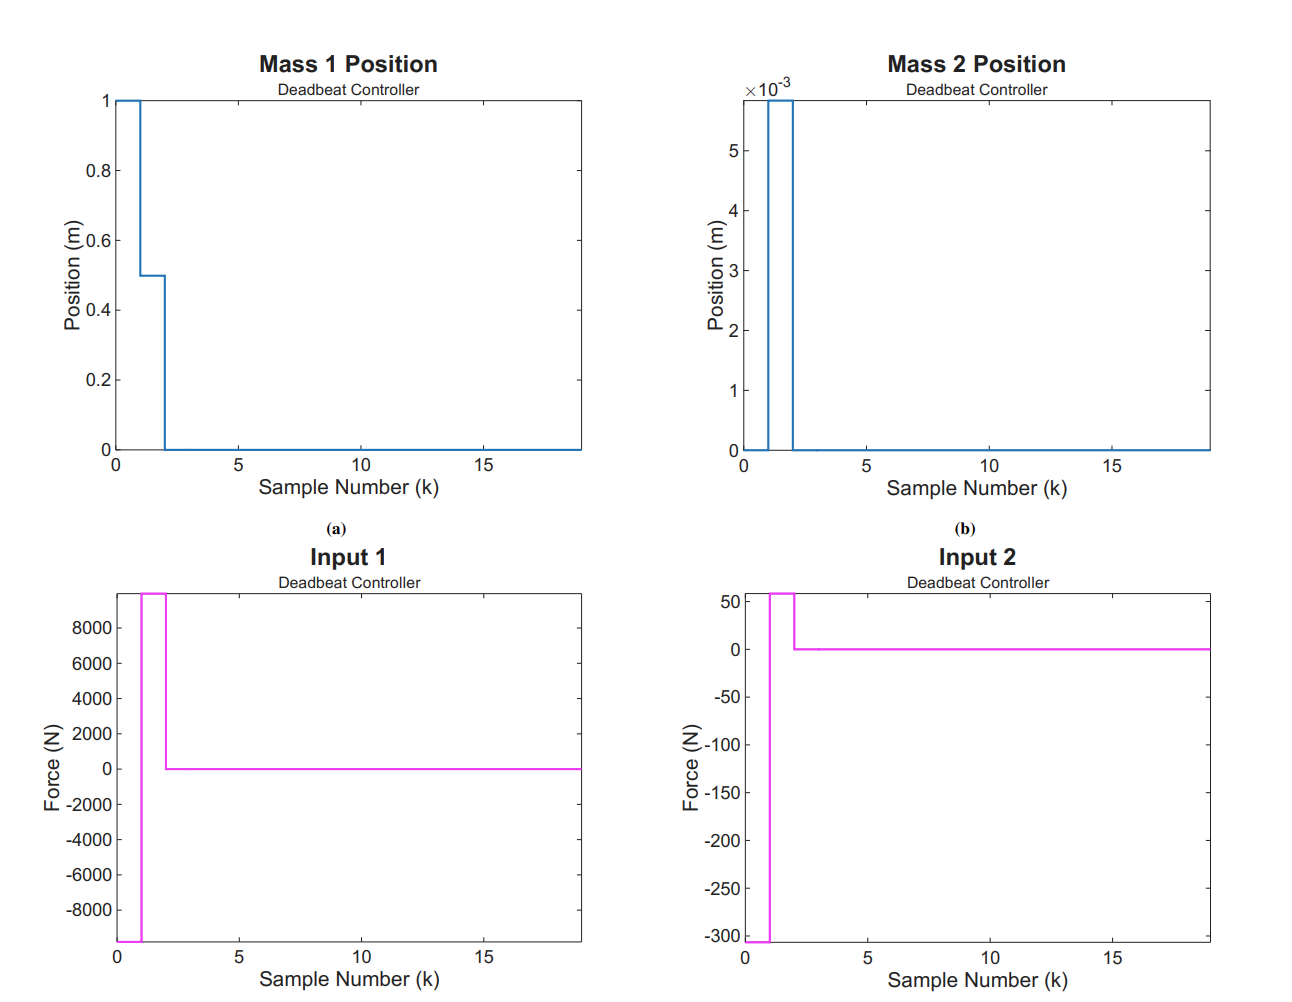 Mass 1 Position
Deadbeat Controller
1
0.8
0.6
0.4
0.2
0
Position (m)
0 5 10 15
Sample Number (k)
(a)
Mass 2 Position
×10-3
Deadbeat Controller
5
4
3
2
1
0
Position (m)
0 5 10 15
Sample Number (k)
(b)
Input 1
Deadbeat Controller
8000
6000
4000
2000
0
-2000
-4000
-6000
-8000
Force (N)
0 5 10 15
Sample Number (k)
Input 2
Deadbeat Controller
50
0
-50
-100
-150
-200
-250
-300
Force (N)
0 5 10 15
Sample Number (k)